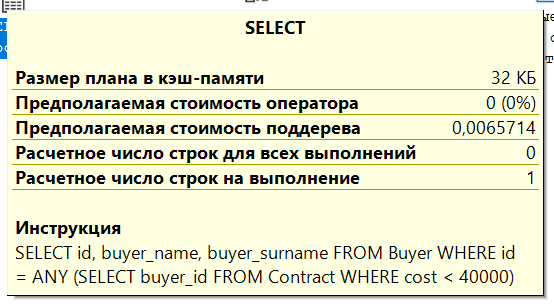 SELECT
Размер плана в кэш-памяти 32 КБ
Предполагаемая стоимость оператора 0 (0%)
Предполагаемая стоимость поддерева 0,0065714
Расчетное число строк для всех выполнений 0
Расчетное число строк на выполнение 1
Инструкция
SELECT id, buyer_name, buyer_surname FROM Buyer WHERE id
= ANY (SELECT buyer_id FROM Contract WHERE cost < 40000)